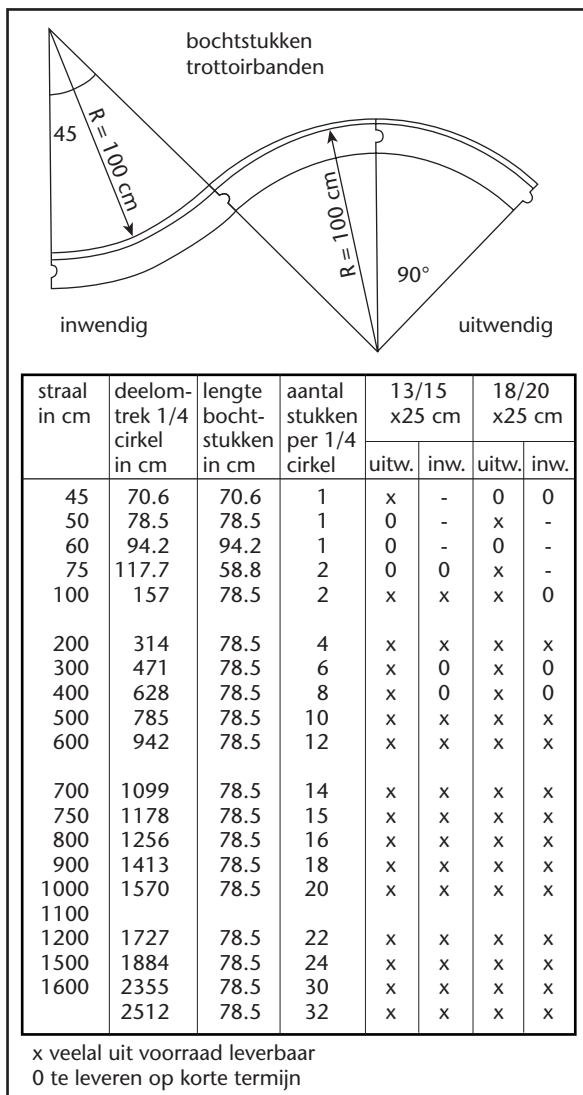 bochtstukken
trottoirbanden
45
R = 100 cm
R = 100 cm
90°
inwendig
uitwendig
straal in cm | deelomtrek 1/4 cirkel in cm | lengte bochtstukken in cm | aantal stukken per 1/4 cirkel | 13/15 x25 cm | 18/20 x25 cm
uitw. inw. uitw. inw.
45 70.6 70.6 1 x - 0 0
50 78.5 78.5 1 0 - x -
60 94.2 94.2 1 0 - 0 -
75 117.7 58.8 2 0 0 x -
100 157 78.5 2 x x x 0
200 314 78.5 4 x x x x
300 471 78.5 6 x 0 x 0
400 628 78.5 8 x 0 x 0
500 785 78.5 10 x x x x
600 942 78.5 12 x x x x
700 1099 78.5 14 x x x x
750 1178 78.5 15 x x x x
800 1256 78.5 16 x x x x
900 1413 78.5 18 x x x x
1000 1570 78.5 20 x x x x
1100
1200 1727 78.5 22 x x x x
1500 1884 78.5 24 x x x x
1600 2355 78.5 30 x x x x
2512 78.5 32 x x x x
x veelal uit voorraad leverbaar
0 te leveren op korte termijn